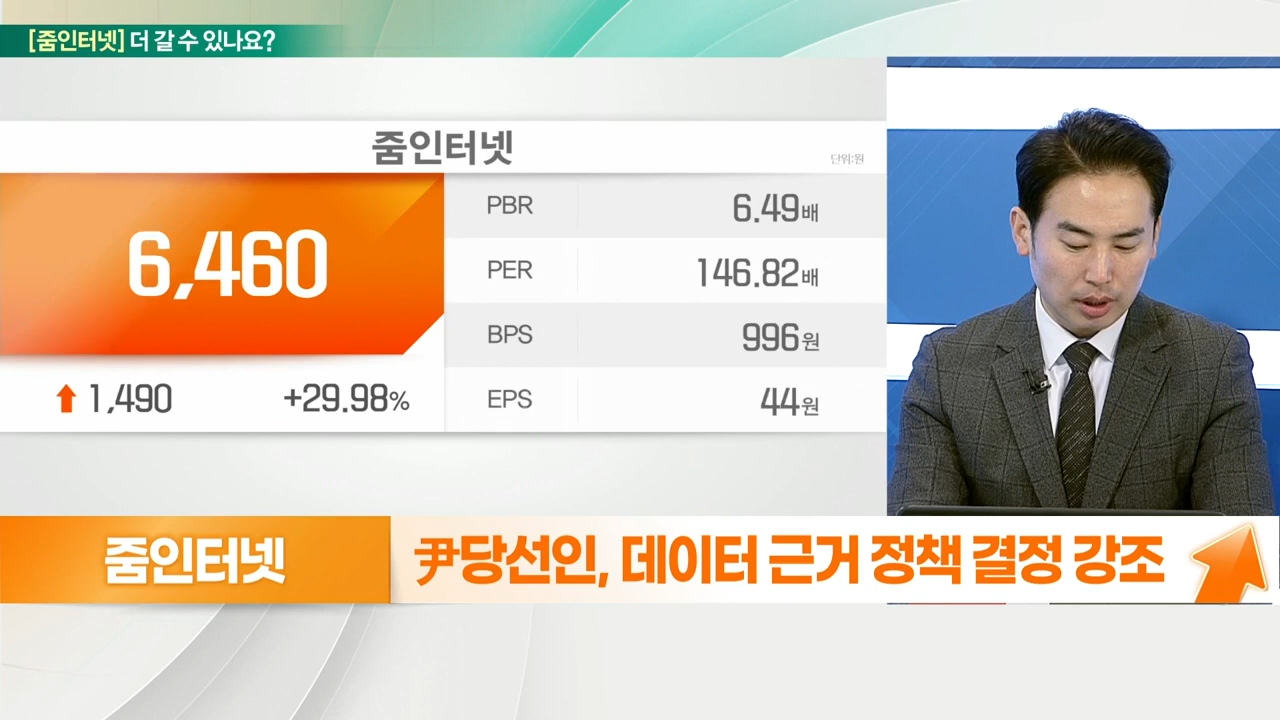 [줌인터넷] 더 갈 수 있나요?
줌인터넷
단위:원
6,460
1,490 +29.98%
PBR 6.49배
PER 146.82배
BPS 996원
EPS 44원
줌인터넷 尹당선인, 데이터 근거 정책 결정 강조